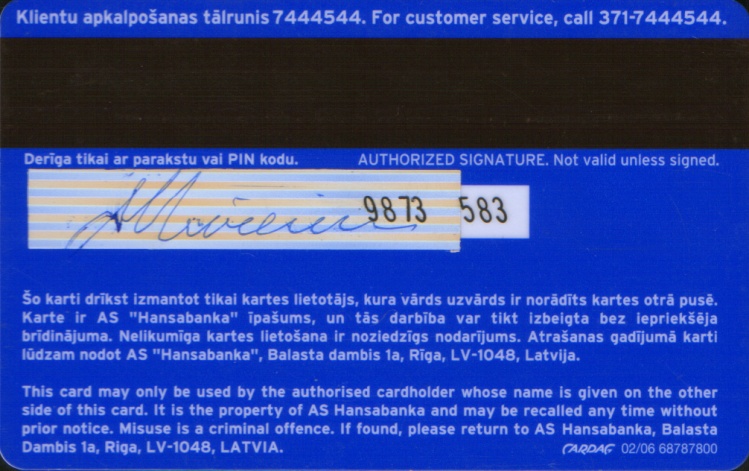 Klientu apkalpošanas tālrunis 7444544. For customer service, call 371-7444544.
Derīga tikai ar parakstu vai PIN kodu. AUTHORIZED SIGNATURE. Not valid unless signed.
9873 583
Šo karti drīkst izmantot tikai kartes lietotājs, kura vārds uzvārds ir norādīts kartes otrā pusē.
Karte ir AS "Hansabanka" īpašums, un tās darbība var tikt izbeigta bez iepriekšēja
brīdinājuma. Nelikumīga kartes lietošana ir noziedzīgs nodarījums. Atrašanas gadījumā karti
lūdzam nodot AS "Hansabanka", Balasta dambis 1a, Rīga, LV-1048, Latvija.
This card may only be used by the authorised cardholder whose name is given on the other
side of this card. It is the property of AS Hansabanka and may be recalled any time without
prior notice. Misuse is a criminal offence. If found, please return to AS Hansabanka, Balasta
Dambis 1a, Riga, LV-1048, LATVIA. CARDAG 02/06 68787800